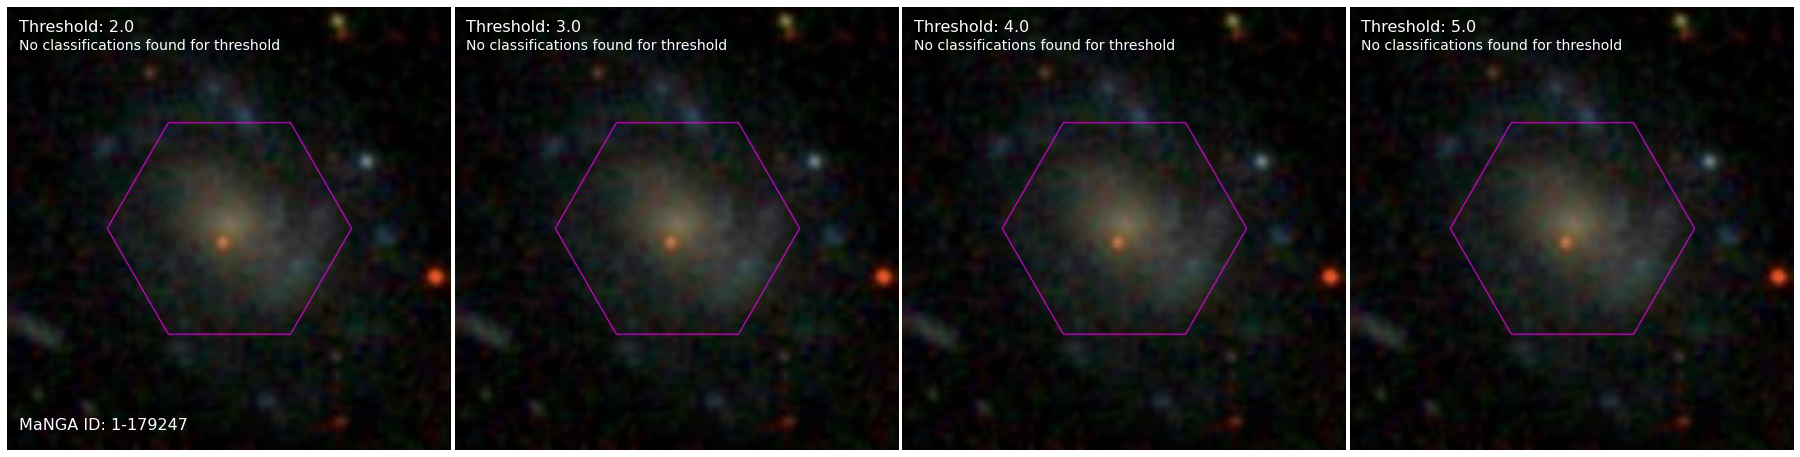 Threshold: 2.0
No classifications found for threshold
MaNGA ID: 1-179247
Threshold: 3.0
No classifications found for threshold
Threshold: 4.0
No classifications found for threshold
Threshold: 5.0
No classifications found for threshold